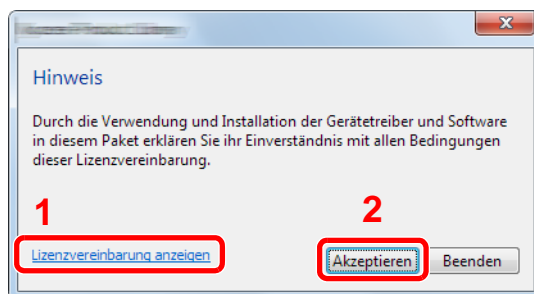 Hinweis
Durch die Verwendung und Installation der Gerätetreiber und Software
in diesem Paket erklären Sie ihr Einverständnis mit allen Bedingungen
dieser Lizenzvereinbarung.
1
2
Lizenzvereinbarung anzeigen
Akzeptieren
Beenden